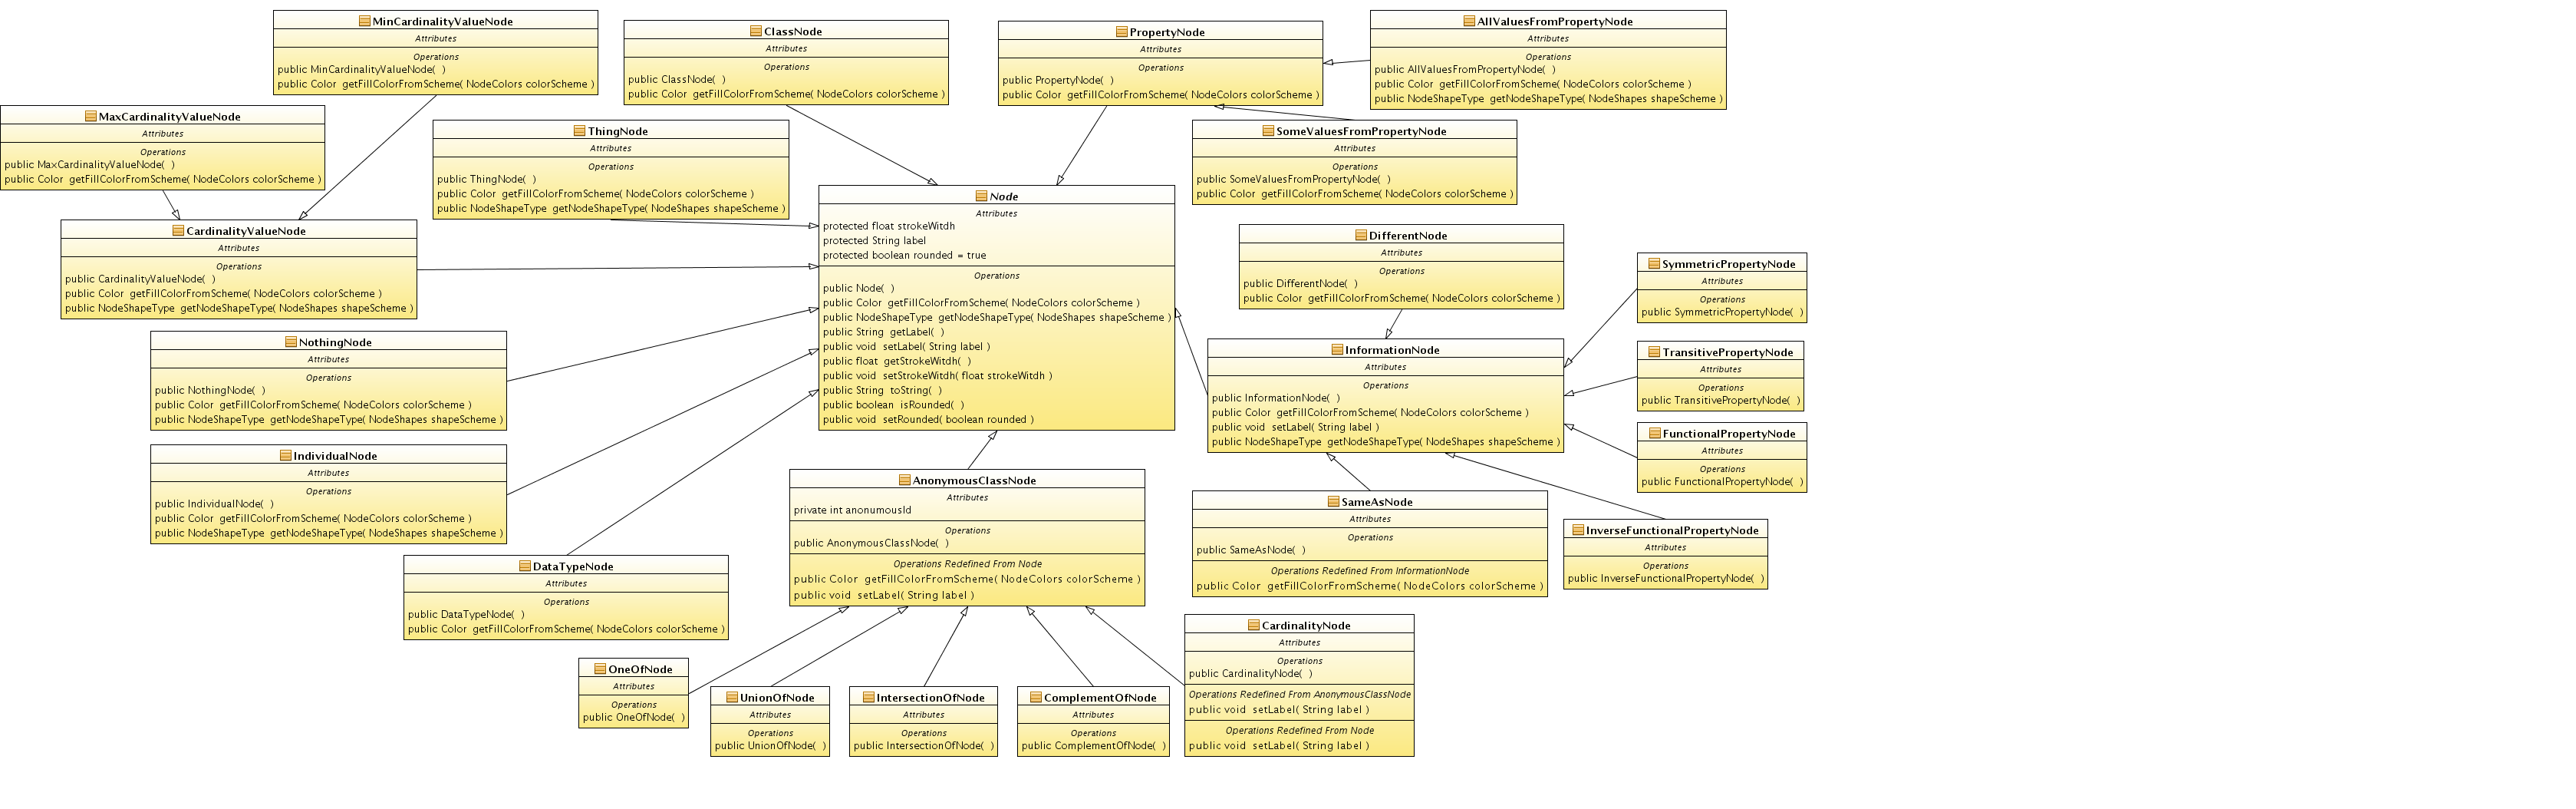 MinCardinalityValueNode
Attributes
Operations
public MinCardinalityValueNode(  )
public Color  getFillColorFromScheme( NodeColors colorScheme )
ClassNode
Attributes
Operations
public ClassNode(  )
public Color  getFillColorFromScheme( NodeColors colorScheme )
PropertyNode
Attributes
Operations
public PropertyNode(  )
public Color  getFillColorFromScheme( NodeColors colorScheme )
AllValuesFromPropertyNode
Attributes
Operations
public AllValuesFromPropertyNode(  )
public Color  getFillColorFromScheme( NodeColors colorScheme )
public NodeShapeType  getNodeShapeType( NodeShapes shapeScheme )
MaxCardinalityValueNode
Attributes
Operations
public MaxCardinalityValueNode(  )
public Color  getFillColorFromScheme( NodeColors colorScheme )
ThingNode
Attributes
Operations
public ThingNode(  )
public Color  getFillColorFromScheme( NodeColors colorScheme )
public NodeShapeType  getNodeShapeType( NodeShapes shapeScheme )
SomeValuesFromPropertyNode
Attributes
Operations
public SomeValuesFromPropertyNode(  )
public Color  getFillColorFromScheme( NodeColors colorScheme )
Node
Attributes
protected float strokeWitdh
protected String label
protected boolean rounded = true
Operations
public Node(  )
public Color  getFillColorFromScheme( NodeColors colorScheme )
public NodeShapeType  getNodeShapeType( NodeShapes shapeScheme )
public String  getLabel(  )
public void  setLabel( String label )
public float  getStrokeWitdh(  )
public void  setStrokeWitdh( float strokeWitdh )
public String  toString(  )
public boolean  isRounded(  )
public void  setRounded( boolean rounded )
CardinalityValueNode
Attributes
Operations
public CardinalityValueNode(  )
public Color  getFillColorFromScheme( NodeColors colorScheme )
public NodeShapeType  getNodeShapeType( NodeShapes shapeScheme )
DifferentNode
Attributes
Operations
public DifferentNode(  )
public Color  getFillColorFromScheme( NodeColors colorScheme )
SymmetricPropertyNode
Attributes
Operations
public SymmetricPropertyNode(  )
NothingNode
Attributes
Operations
public NothingNode(  )
public Color  getFillColorFromScheme( NodeColors colorScheme )
public NodeShapeType  getNodeShapeType( NodeShapes shapeScheme )
InformationNode
Attributes
Operations
public InformationNode(  )
public Color  getFillColorFromScheme( NodeColors colorScheme )
public void  setLabel( String label )
public NodeShapeType  getNodeShapeType( NodeShapes shapeScheme )
TransitivePropertyNode
Attributes
Operations
public TransitivePropertyNode(  )
FunctionalPropertyNode
Attributes
Operations
public FunctionalPropertyNode(  )
IndividualNode
Attributes
Operations
public IndividualNode(  )
public Color  getFillColorFromScheme( NodeColors colorScheme )
public NodeShapeType  getNodeShapeType( NodeShapes shapeScheme )
AnonymousClassNode
Attributes
private int anonumousId
Operations
public AnonymousClassNode(  )
Operations Redefined From Node
public Color  getFillColorFromScheme( NodeColors colorScheme )
public void  setLabel( String label )
SameAsNode
Attributes
Operations
public SameAsNode(  )
Operations Redefined From InformationNode
public Color  getFillColorFromScheme( NodeColors colorScheme )
InverseFunctionalPropertyNode
Attributes
Operations
public InverseFunctionalPropertyNode(  )
DataTypeNode
Attributes
Operations
public DataTypeNode(  )
public Color  getFillColorFromScheme( NodeColors colorScheme )
OneOfNode
Attributes
Operations
public OneOfNode(  )
UnionOfNode
Attributes
Operations
public UnionOfNode(  )
IntersectionOfNode
Attributes
Operations
public IntersectionOfNode(  )
ComplementOfNode
Attributes
Operations
public ComplementOfNode(  )
CardinalityNode
Attributes
Operations
public CardinalityNode(  )
Operations Redefined From AnonymousClassNode
public void  setLabel( String label )
Operations Redefined From Node
public void  setLabel( String label )